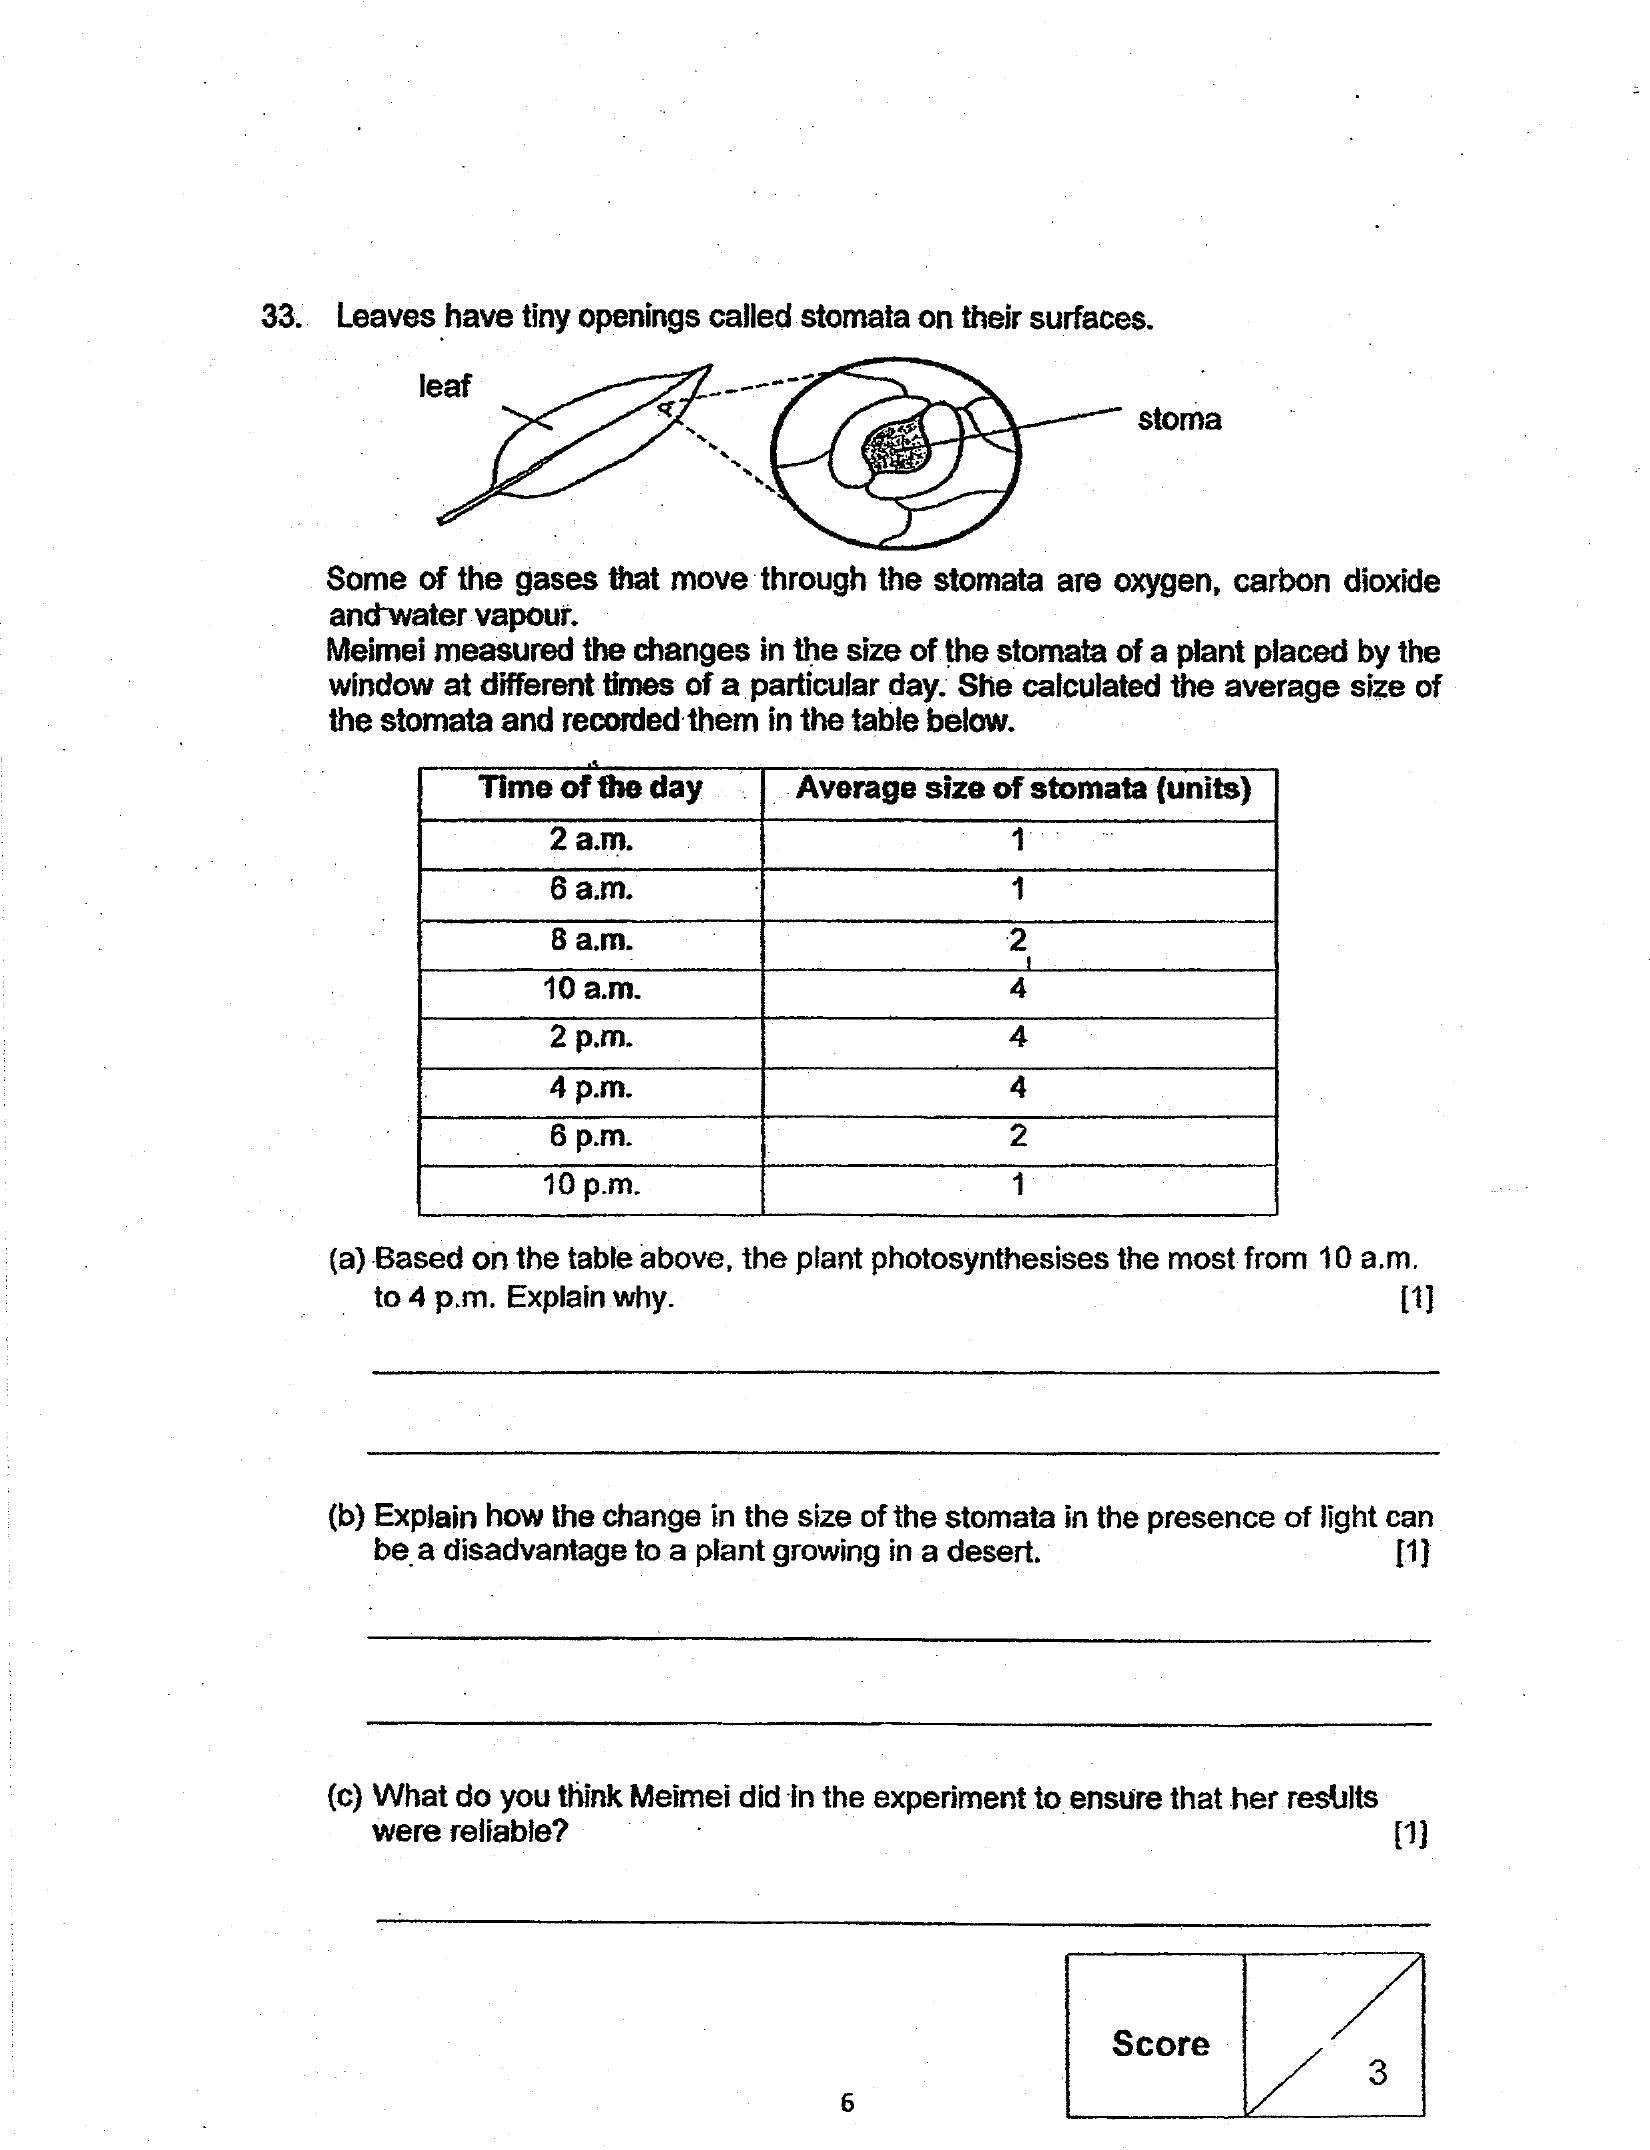 33. Leaves have tiny openings called stomata on their surfaces.
leaf
stoma
Some of the gases that move through the stomata are oxygen, carbon dioxide
and water vapour.
Meimei measured the changes in the size of the stomata of a plant placed by the
window at different times of a particular day. She calculated the average size of
the stomata and recorded them in the table below.
Time of the day Average size of stomata (units)
2 a.m. 1
6 a.m. 1
8 a.m. 2
10 a.m. 4
2 p.m. 4
4 p.m. 4
6 p.m. 2
10 p.m. 1
(a) Based on the table above, the plant photosynthesises the most from 10 a.m.
to 4 p.m. Explain why. [1]
(b) Explain how the change in the size of the stomata in the presence of light can
be a disadvantage to a plant growing in a desert. [1]
(c) What do you think Meimei did in the experiment to ensure that her results
were reliable? [1]
Score
3
6